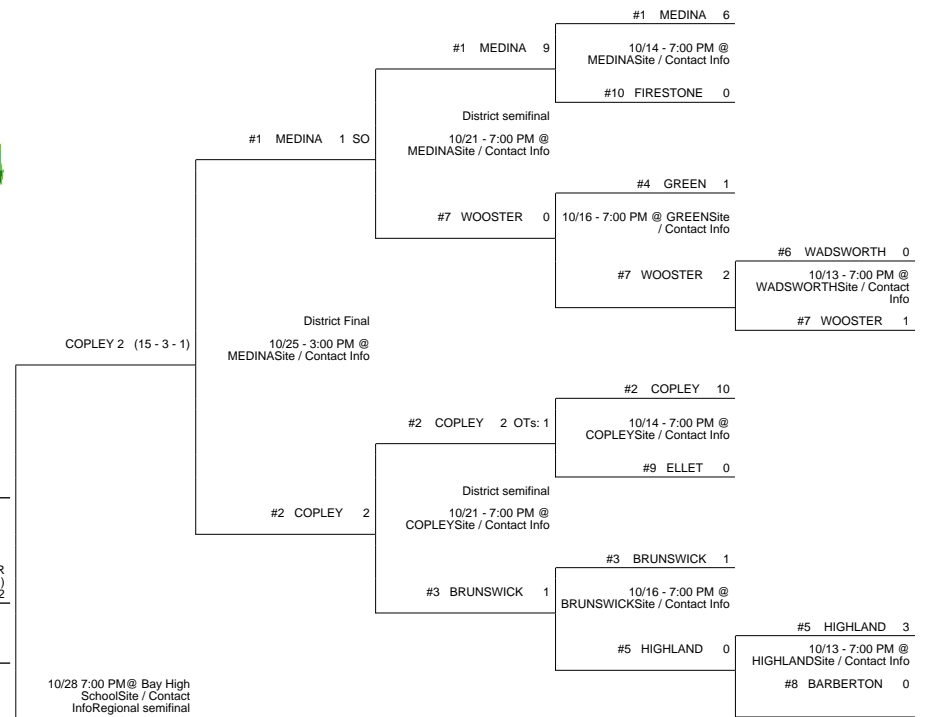 #1 MEDINA 6
#1 MEDINA 9
10/14 - 7:00 PM @
MEDINASite / Contact Info
#10 FIRESTONE 0
District semifinal
#1 MEDINA 1 SO
10/21 - 7:00 PM @
MEDINASite / Contact Info
#4 GREEN 1
#7 WOOSTER 0
10/16 - 7:00 PM @ GREENSite
/ Contact Info
#6 WADSWORTH 0
#7 WOOSTER 2
10/13 - 7:00 PM @
WADSWORTHSite / Contact
Info
#7 WOOSTER 1
District Final
COPLEY 2 (15 - 3 - 1)
10/25 - 3:00 PM @
MEDINASite / Contact Info
#2 COPLEY 10
#2 COPLEY 2 OTs: 1
10/14 - 7:00 PM @
COPLEYSite / Contact Info
#9 ELLET 0
District semifinal
#2 COPLEY 2
10/21 - 7:00 PM @
COPLEYSite / Contact Info
#3 BRUNSWICK 1
#3 BRUNSWICK 1
10/16 - 7:00 PM @
BRUNSWICKSite / Contact Info
#5 HIGHLAND 3
#5 HIGHLAND 0
10/13 - 7:00 PM @
HIGHLANDSite / Contact Info
#8 BARBERTON 0
R
)
2
10/28 7:00 PM@ Bay High
SchoolSite / Contact
InfoRegional semifinal